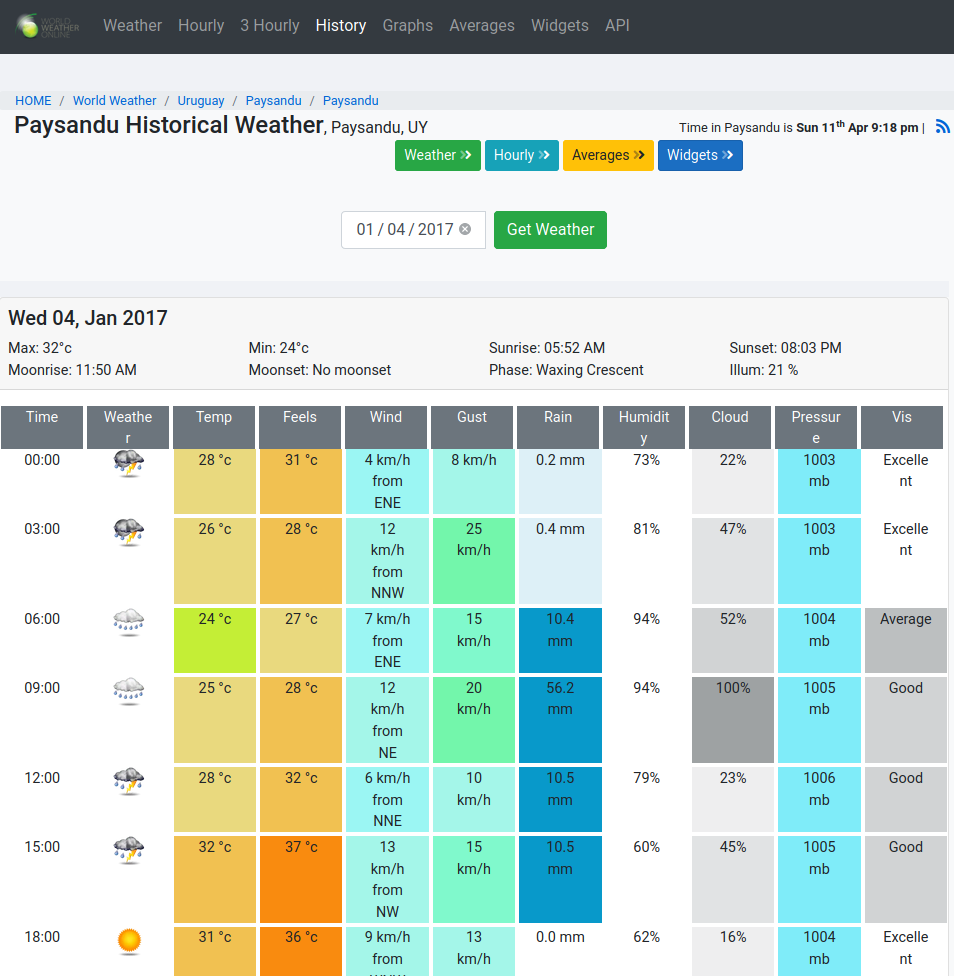 WORLD
WEATHER
ONLINE
Weather Hourly 3 Hourly History Graphs Averages Widgets API
HOME / World Weather / Uruguay / Paysandu / Paysandu
Paysandu Historical Weather, Paysandu, UY
Time in Paysandu is Sun 11th Apr 9:18 pm |
Weather Hourly Averages Widgets
01 / 04 / 2017 Get Weather
Wed 04, Jan 2017
Max: 32°c Min: 24°c Sunrise: 05:52 AM Sunset: 08:03 PM
Moonrise: 11:50 AM Moonset: No moonset Phase: Waxing Crescent Illum: 21 %
Time Weathe Temp Feels Wind Gust Rain Humidit Cloud Pressur Vis
r y e
00:00 28 °c 31 °c 4 km/h 8 km/h 0.2 mm 73% 22% 1003 Excelle
from mb nt
ENE
03:00 26 °c 28 °c 12 25 0.4 mm 81% 47% 1003 Excelle
km/h km/h mb nt
from
NNW
06:00 24 °c 27 °c 7 km/h 15 10.4 94% 52% 1004 Average
from km/h mm mb
ENE
09:00 25 °c 28 °c 12 20 56.2 94% 100% 1005 Good
km/h km/h mm mb
from
NE
12:00 28 °c 32 °c 6 km/h 10 10.5 79% 23% 1006 Good
from km/h mm mb
NNE
15:00 32 °c 37 °c 13 15 10.5 60% 45% 1005 Good
km/h km/h mm mb
from
NW
18:00 31 °c 36 °c 9 km/h 13 0.0 mm 62% 16% 1004 Excelle
from km/h mb nt